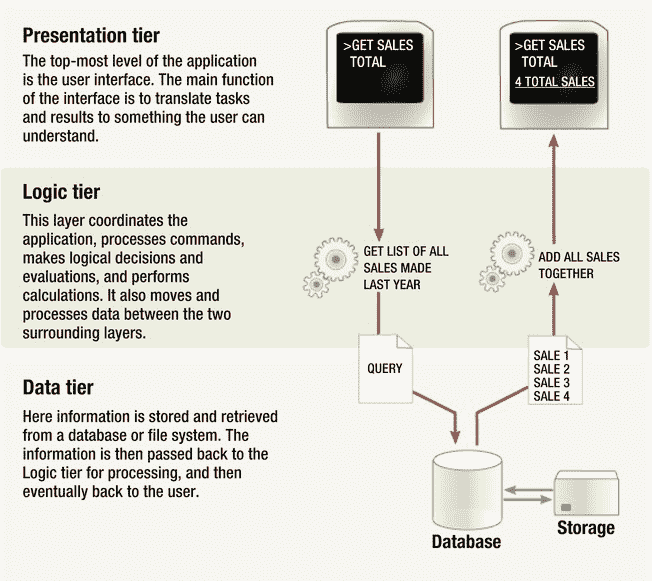 Presentation tier
The top-most level of the application
is the user interface. The main function
of the interface is to translate tasks
and results to something the user can
understand.
>GET SALES
TOTAL
>GET SALES
TOTAL
4 TOTAL SALES
Logic tier
This layer coordinates the
application, processes commands,
makes logical decisions and
evaluations, and performs
calculations. It also moves and
processes data between the two
surrounding layers.
GET LIST OF ALL
SALES MADE
LAST YEAR
ADD ALL SALES
TOGETHER
QUERY
SALE 1
SALE 2
SALE 3
SALE 4
Data tier
Here information is stored and retrieved
from a database or file system. The
information is then passed back to the
Logic tier for processing, and then
eventually back to the user.
Database
Storage